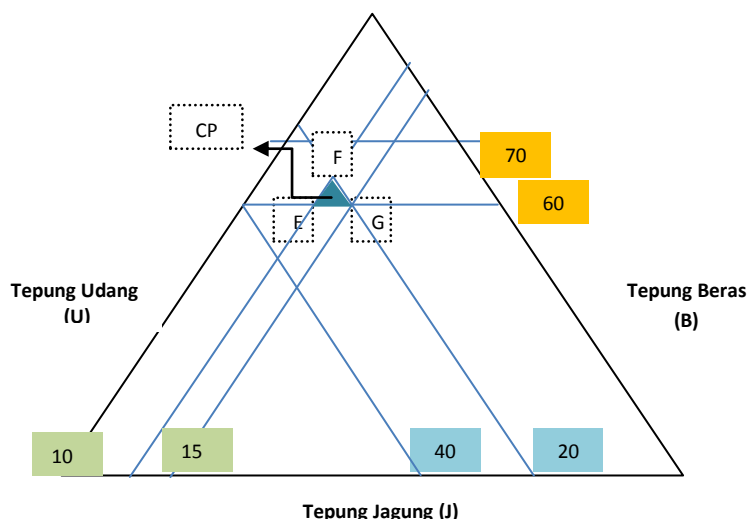 CP
F
70
60
E
G
Tepung Udang
(U)
Tepung Beras
(B)
10
15
40
20
Tepung Jagung (J)